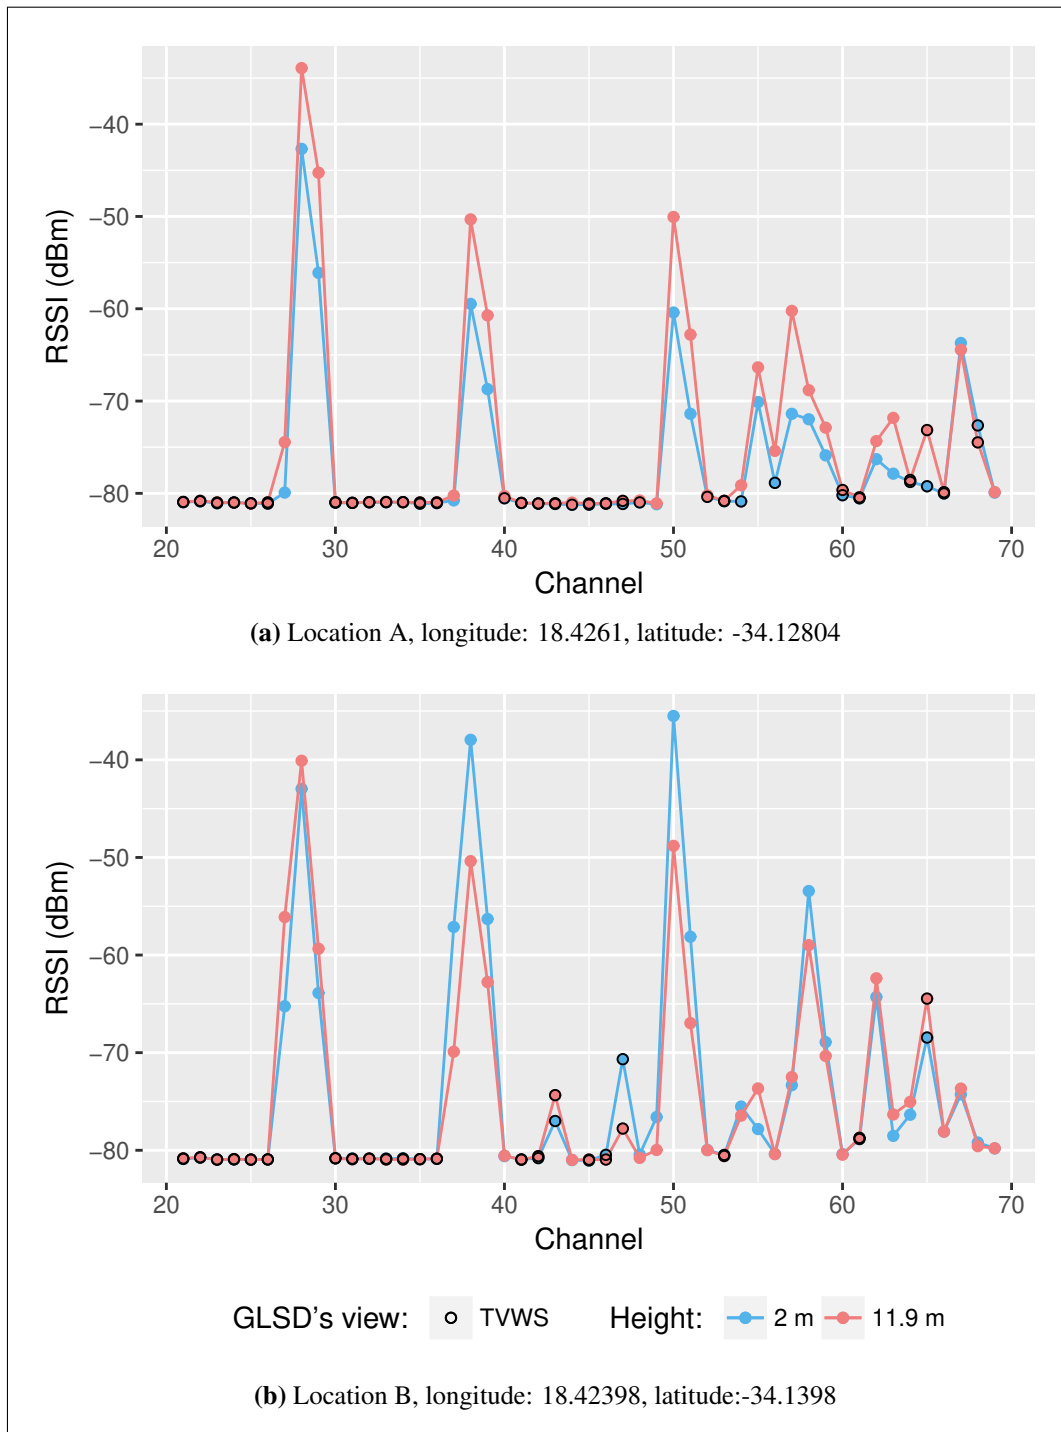 −40
−50
−60
−70
−80
RSSI (dBm)
20 30 40 50 60 70
Channel
(a) Location A, longitude: 18.4261, latitude: -34.12804
−40
−50
−60
−70
−80
RSSI (dBm)
20 30 40 50 60 70
Channel
GLSD's view: TVWS Height: 2 m 11.9 m
(b) Location B, longitude: 18.42398, latitude:-34.1398